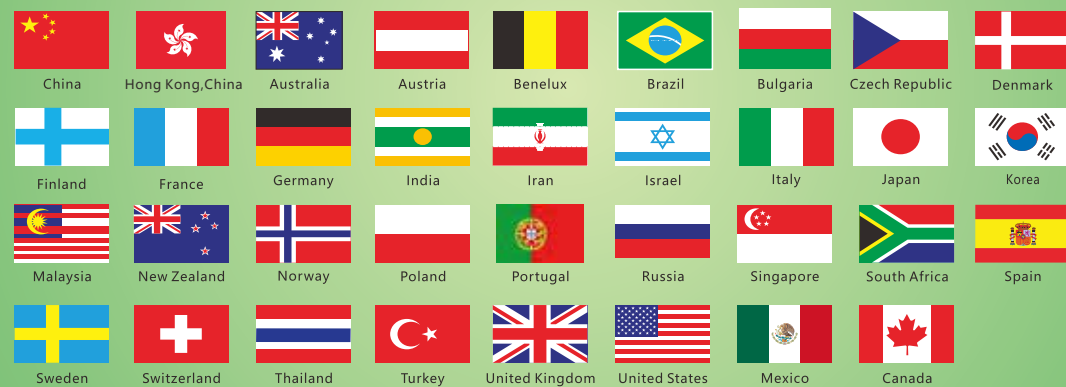 China
Hong Kong,China
Australia
Austria
Benelux
Brazil
Bulgaria
Czech Republic
Denmark
Finland
France
Germany
India
Iran
Israel
Italy
Japan
Korea
Malaysia
New Zealand
Norway
Poland
Portugal
Russia
Singapore
South Africa
Spain
Sweden
Switzerland
Thailand
Turkey
United Kingdom
United States
Mexico
Canada